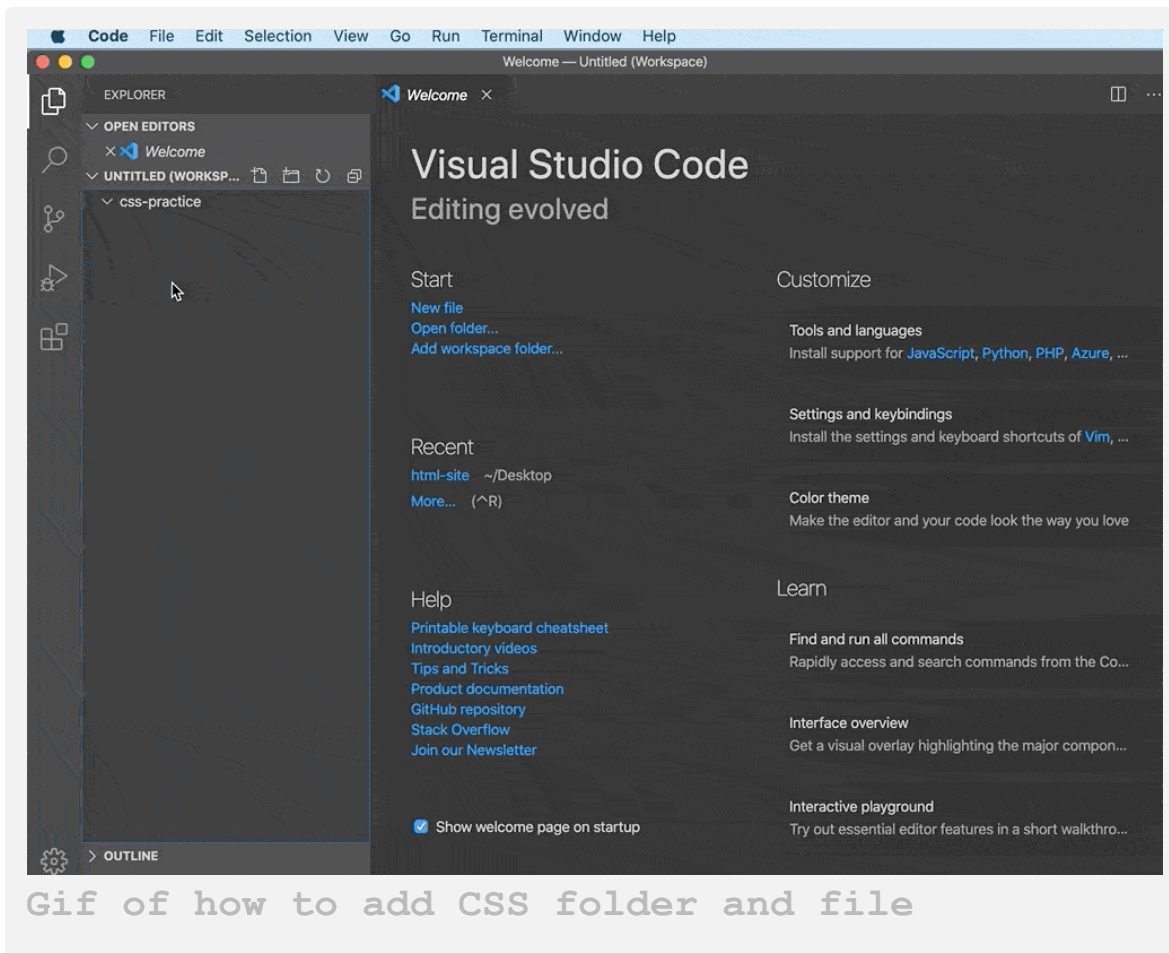 Code File Edit Selection View Go Run Terminal Window Help
Welcome — Untitled (Workspace)
EXPLORER
OPEN EDITORS
Welcome
UNTITLED (WORKSP...
css-practice
OUTLINE
Welcome
Visual Studio Code
Editing evolved
Start
New file
Open folder...
Add workspace folder...
Recent
html-site ~/Desktop
More... (^R)
Help
Printable keyboard cheatsheet
Introductory videos
Tips and Tricks
Product documentation
GitHub repository
Stack Overflow
Join our Newsletter
Show welcome page on startup
Customize
Tools and languages
Install support for JavaScript, Python, PHP, Azure, ...
Settings and keybindings
Install the settings and keyboard shortcuts of Vim, ...
Color theme
Make the editor and your code look the way you love
Learn
Find and run all commands
Rapidly access and search commands from the Co...
Interface overview
Get a visual overlay highlighting the major compon...
Interactive playground
Try out essential editor features in a short walkthro...
Gif of how to add CSS folder and file